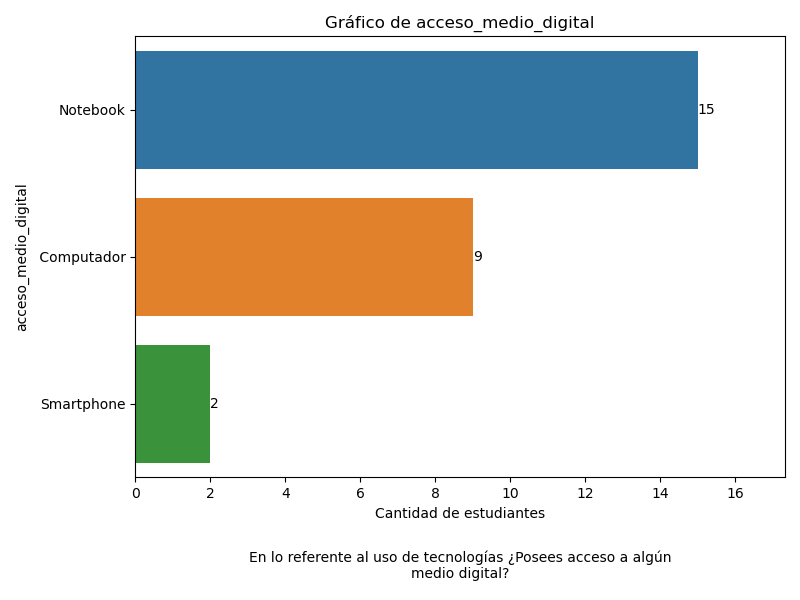 Gráfico de acceso_medio_digital
acceso_medio_digital
Notebook
15
Computador
9
Smartphone
2
0 2 4 6 8 10 12 14 16
Cantidad de estudiantes
En lo referente al uso de tecnologías ¿Posees acceso a algún
medio digital?